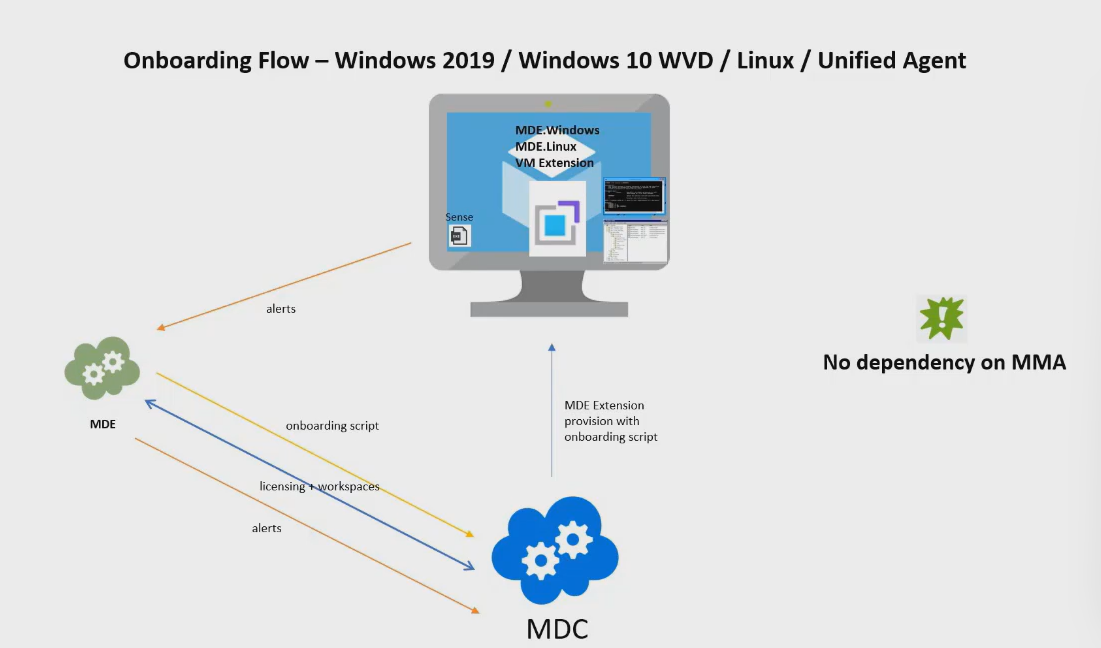 Onboarding Flow – Windows 2019 / Windows 10 WVD / Linux / Unified Agent
MDE.Windows
MDE.Linux
VM Extension
Sense
alerts
No dependency on MMA
MDE
MDE Extension
provision with
onboarding script
onboarding script
licensing + workspaces
alerts
MDC